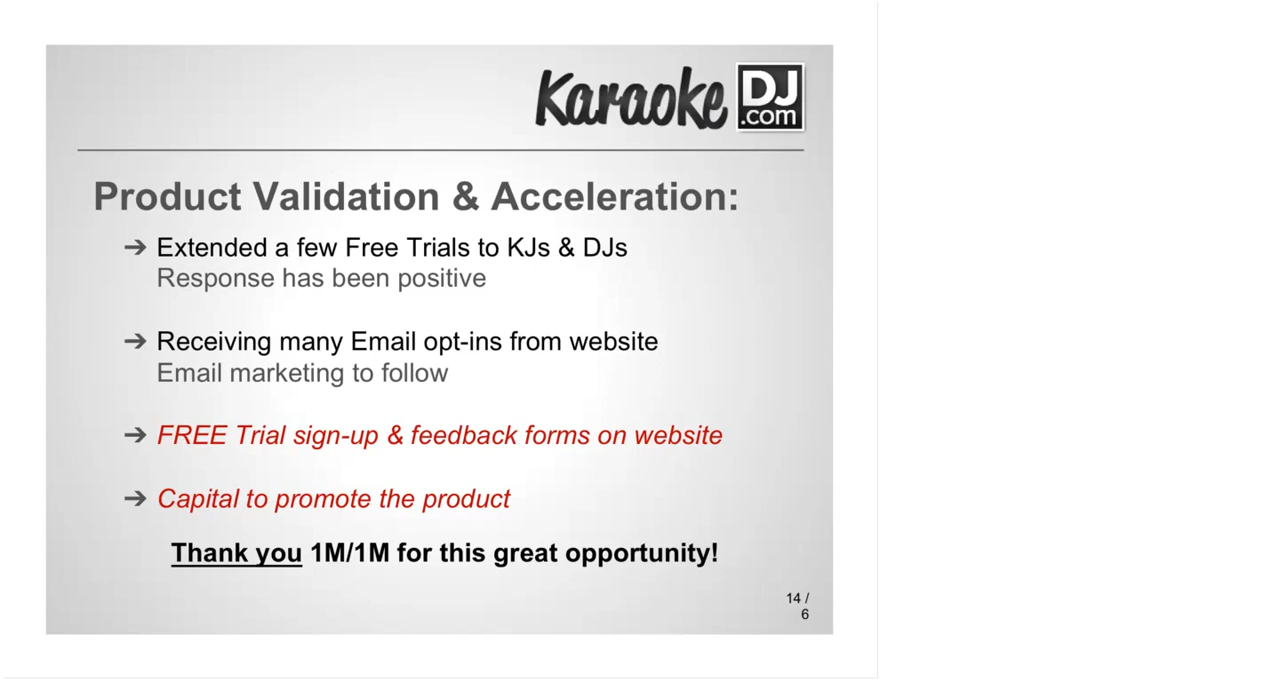 Karaoke DJ
.com
Product Validation & Acceleration:
➔ Extended a few Free Trials to KJs & DJs
Response has been positive
➔ Receiving many Email opt-ins from website
Email marketing to follow
➔ FREE Trial sign-up & feedback forms on website
➔ Capital to promote the product
Thank you 1M/1M for this great opportunity!
14 /
6